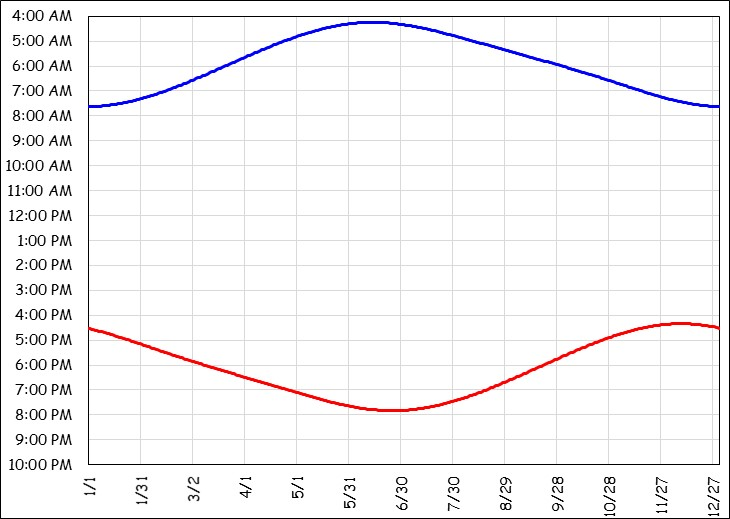 4:00 AM
5:00 AM
6:00 AM
7:00 AM
8:00 AM
9:00 AM
10:00 AM
11:00 AM
12:00 PM
1:00 PM
2:00 PM
3:00 PM
4:00 PM
5:00 PM
6:00 PM
7:00 PM
8:00 PM
9:00 PM
10:00 PM
1/1
1/31
3/2
4/1
5/1
5/31
6/30
7/30
8/29
9/28
10/28
11/27
12/27